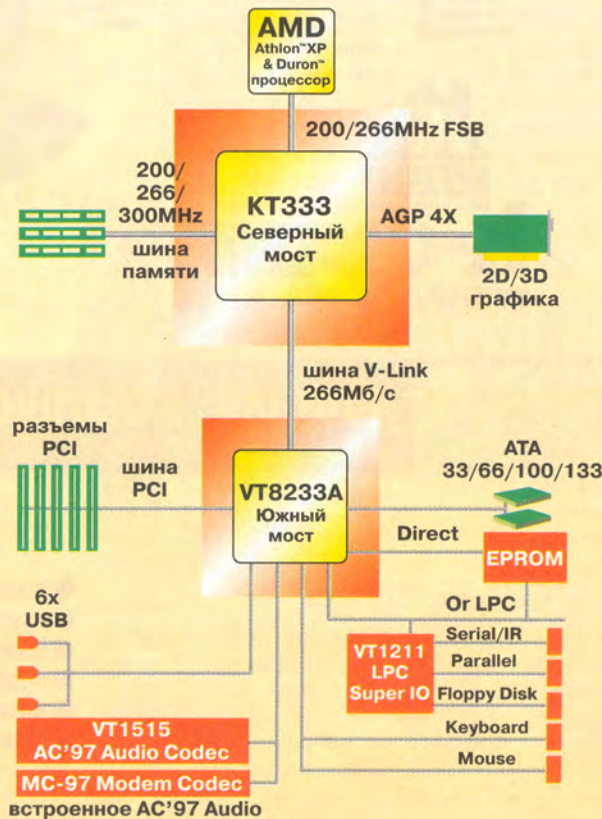 AMD
Athlon™XP
& Duron™
процессор
200/266MHz FSB
200/
266/
300MHz
шина
памяти
КТ333
Северный
мост
AGP 4X
2D/3D
графика
шина V-Link
266Мб/с
разъемы
PCI
шина
PCI
VT8233A
Южный
мост
ATA
33/66/100/133
Direct
EPROM
6x
USB
Or LPC
VT1211
LPC
Super IO
Serial/IR
Parallel
Floppy Disk
Keyboard
Mouse
VT1515
AC'97 Audio Codec
MC-97 Modem Codec
встроенное AC'97 Audio